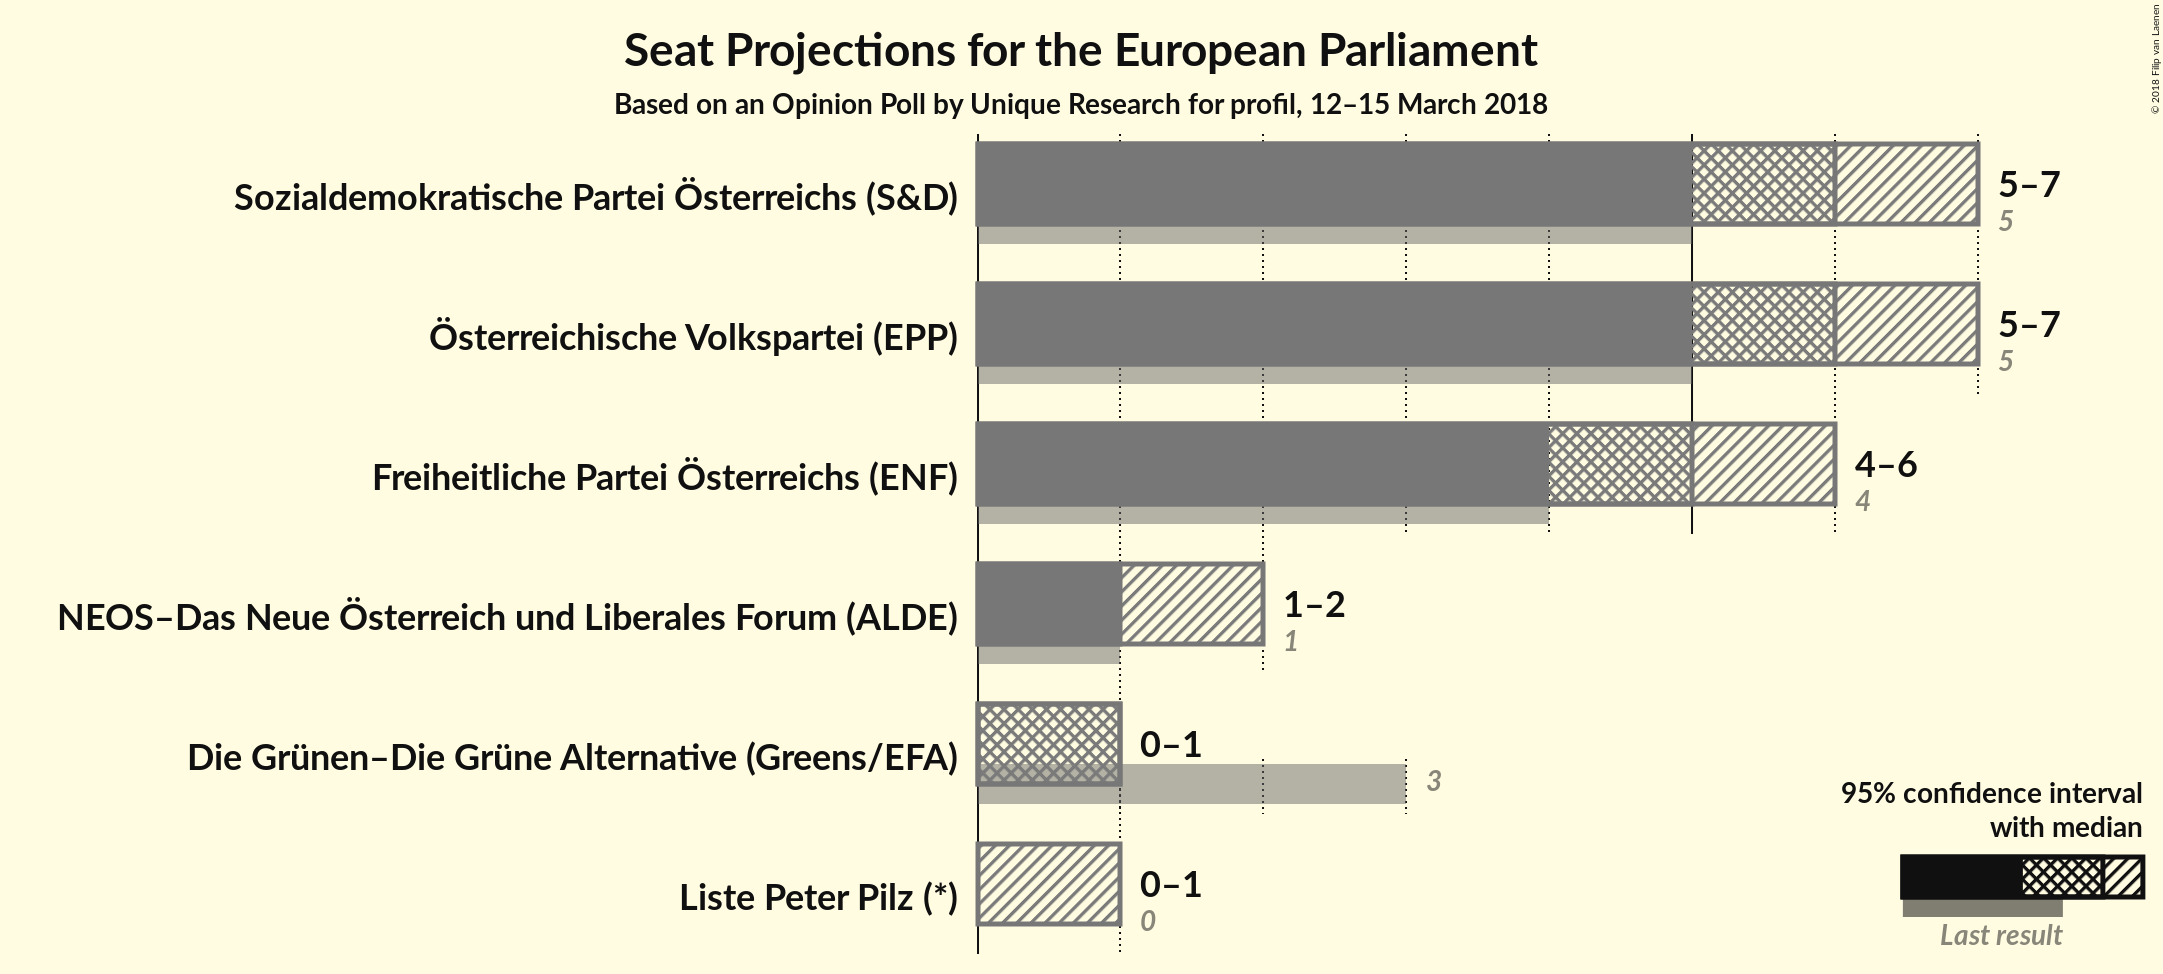 Seat Projections for the European Parliament
Based on an Opinion Poll by Unique Research for profil, 12–15 March 2018
© 2018 Filip van Laenen
Sozialdemokratische Partei Österreichs (S&D)
5–7
5
Österreichische Volkspartei (EPP)
5–7
5
Freiheitliche Partei Österreichs (ENF)
4–6
4
NEOS–Das Neue Österreich und Liberales Forum (ALDE)
1–2
1
Die Grünen–Die Grüne Alternative (Greens/EFA)
0–1
3
Liste Peter Pilz (*)
0–1
0
95% confidence interval
with median
Last result